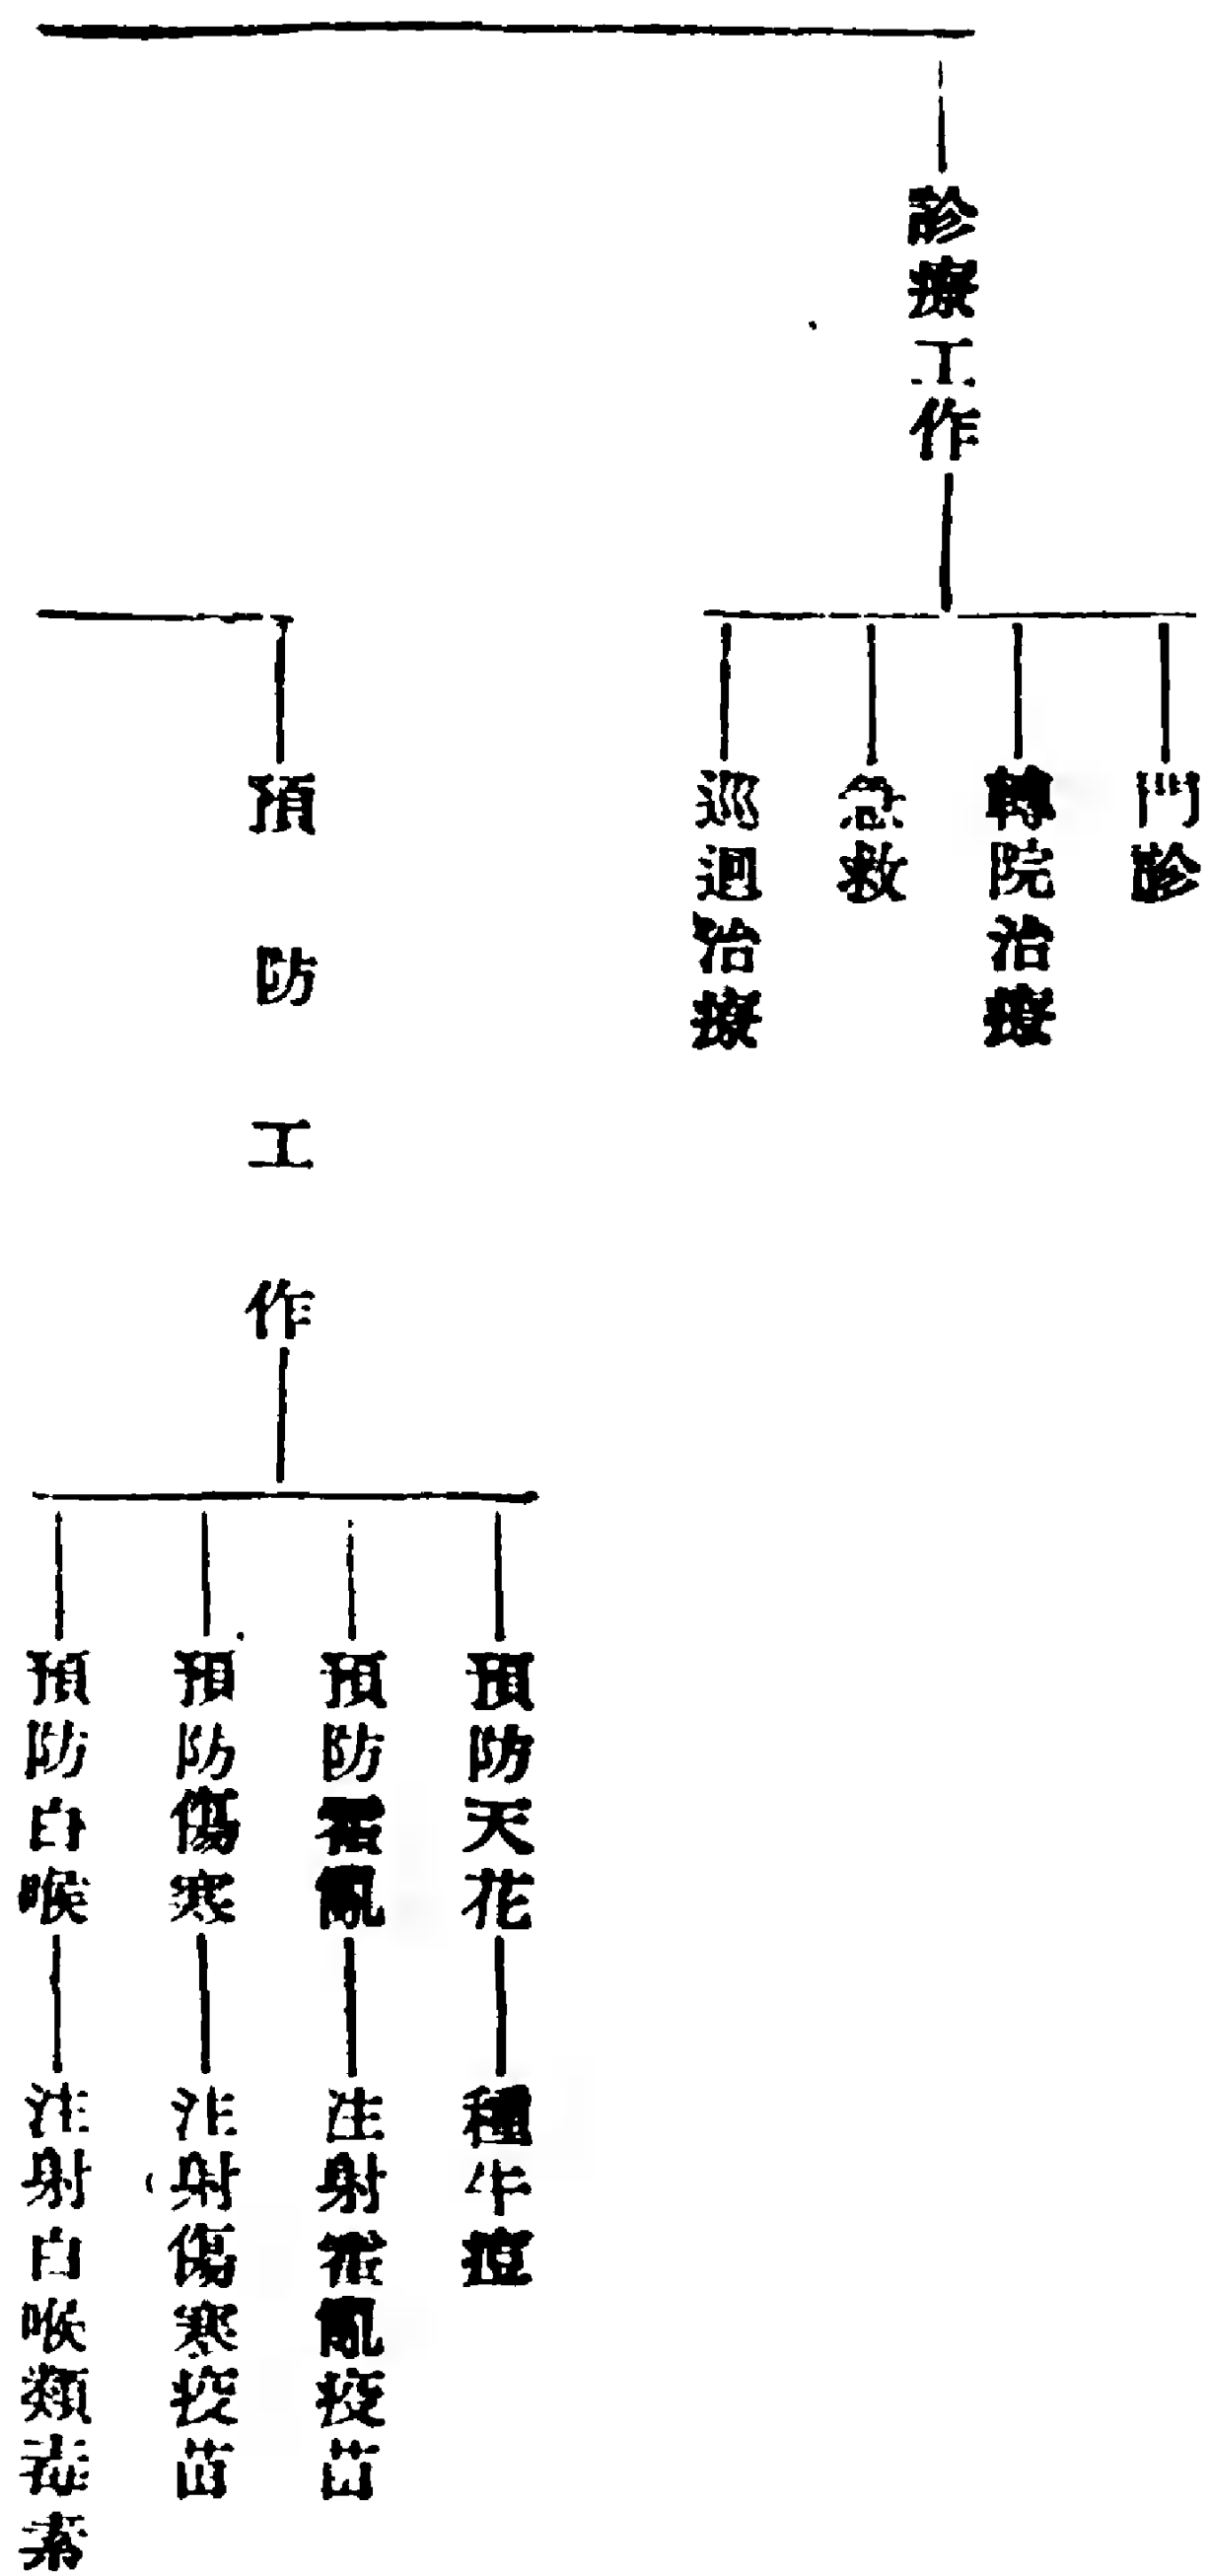 診療工作
門診
轉院治療
急救
巡迴治療
預防工作
預防天花
種牛痘
預防霍亂
注射霍亂疫苗
預防傷寒
注射傷寒疫苗
預防白喉
注射白喉類毒素